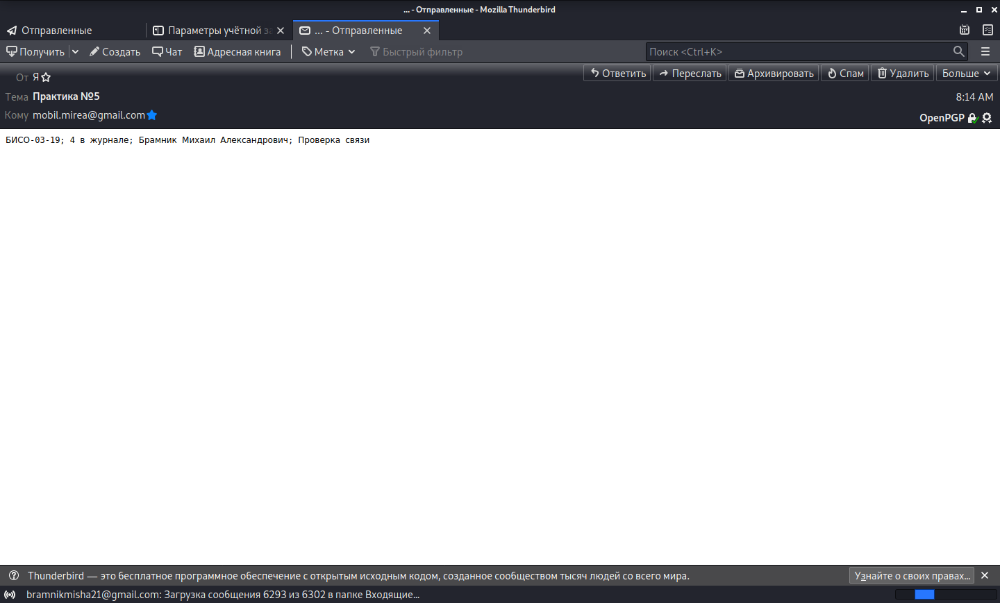 ... - Отправленные - Mozilla Thunderbird
Отправленные
Параметры учётной
... - Отправленные
Получить
Создать
Чат
Адресная книга
Метка
Быстрый фильтр
Поиск <Ctrl+K>
От Я
Ответить
Переслать
Архивировать
Спам
Удалить
Больше
Тема Практика №5
8:14 AM
Кому mobil.mirea@gmail.com
OpenPGP
БИСО-03-19; 4 в журнале; Брамник Михаил Александрович; Проверка связи
Thunderbird — это бесплатное программное обеспечение с открытым исходным кодом, созданное сообществом тысяч людей со всего мира.
Узнайте о своих правах...
bramnikmisha21@gmail.com: Загрузка сообщения 6293 из 6302 в папке Входящие...